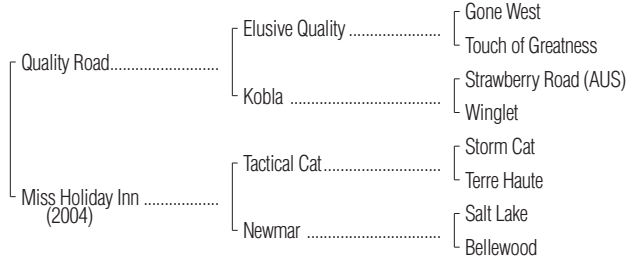 Gone West
Elusive Quality ........................
Touch of Greatness
Quality Road............................
Strawberry Road (AUS)
Kobla ........................................
Winglet
Storm Cat
Tactical Cat...............................
Terre Haute
Miss Holiday Inn ...................
(2004)
Salt Lake
Newmar ...................................
Bellewood